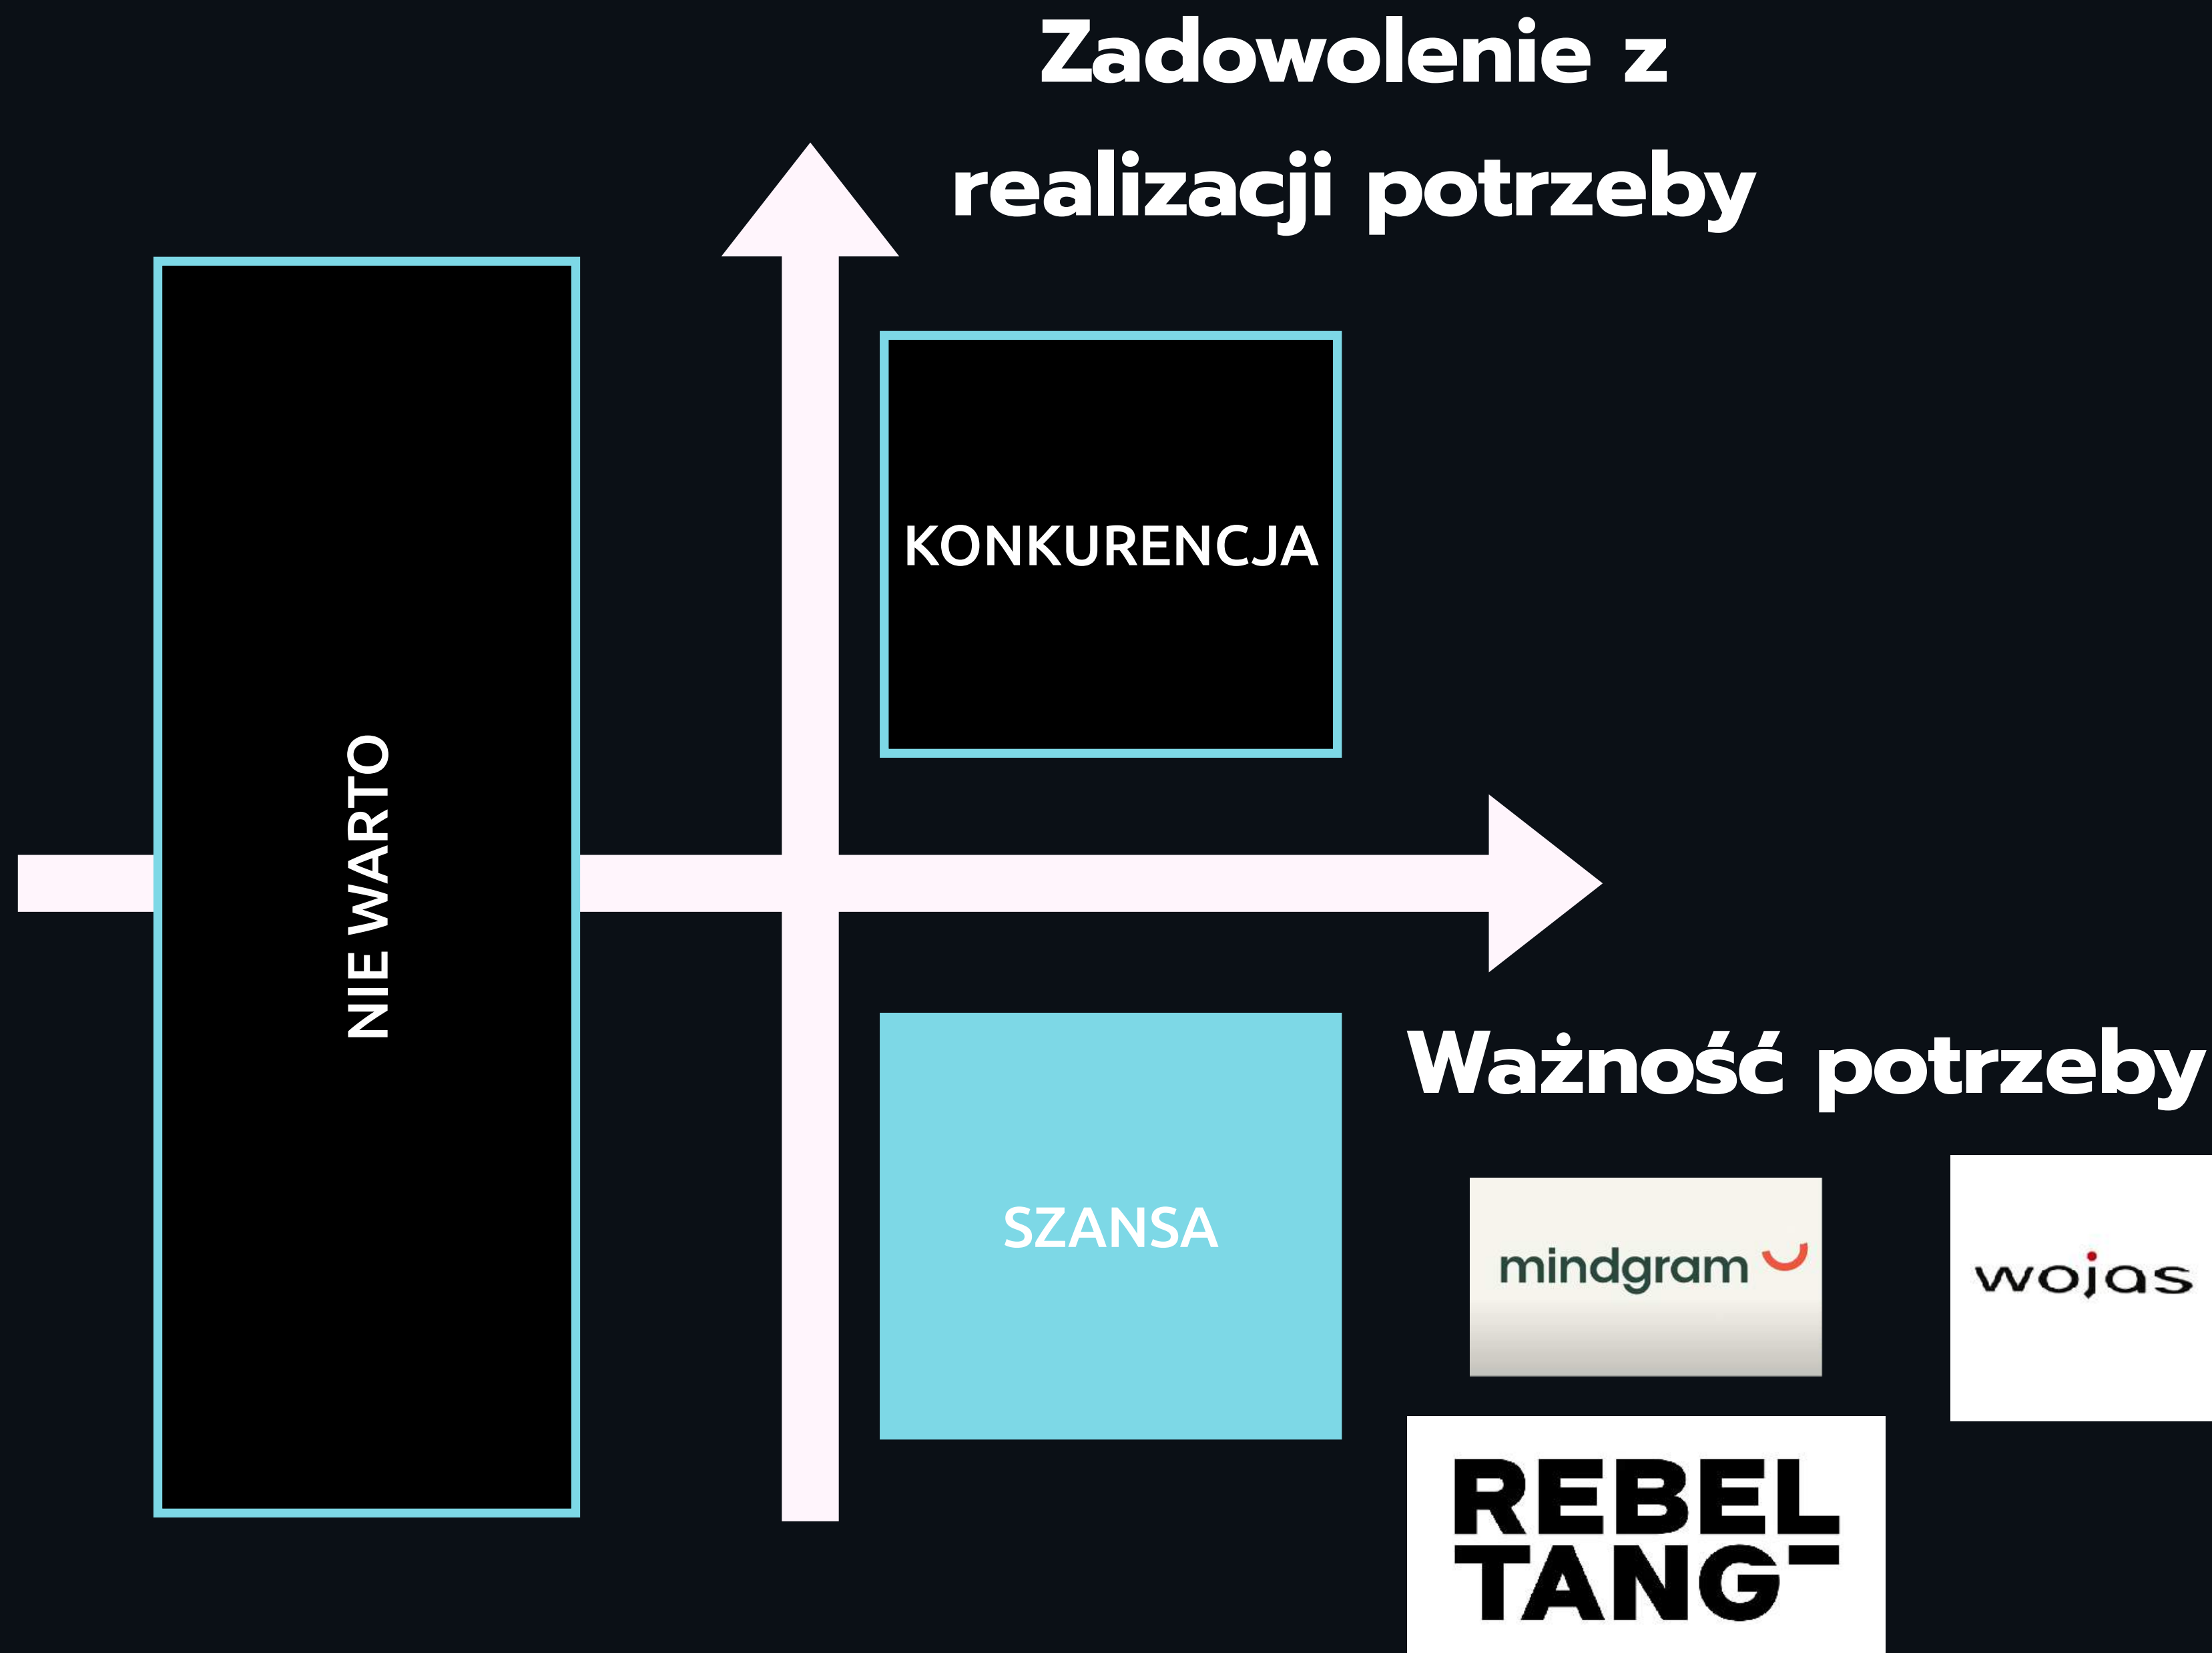 Zadowolenie z
realizacji potrzeby
KONKURENCJA
NIE WARTO
Ważność potrzeby
SZANSA
mindgram
wojas
REBEL
TANG